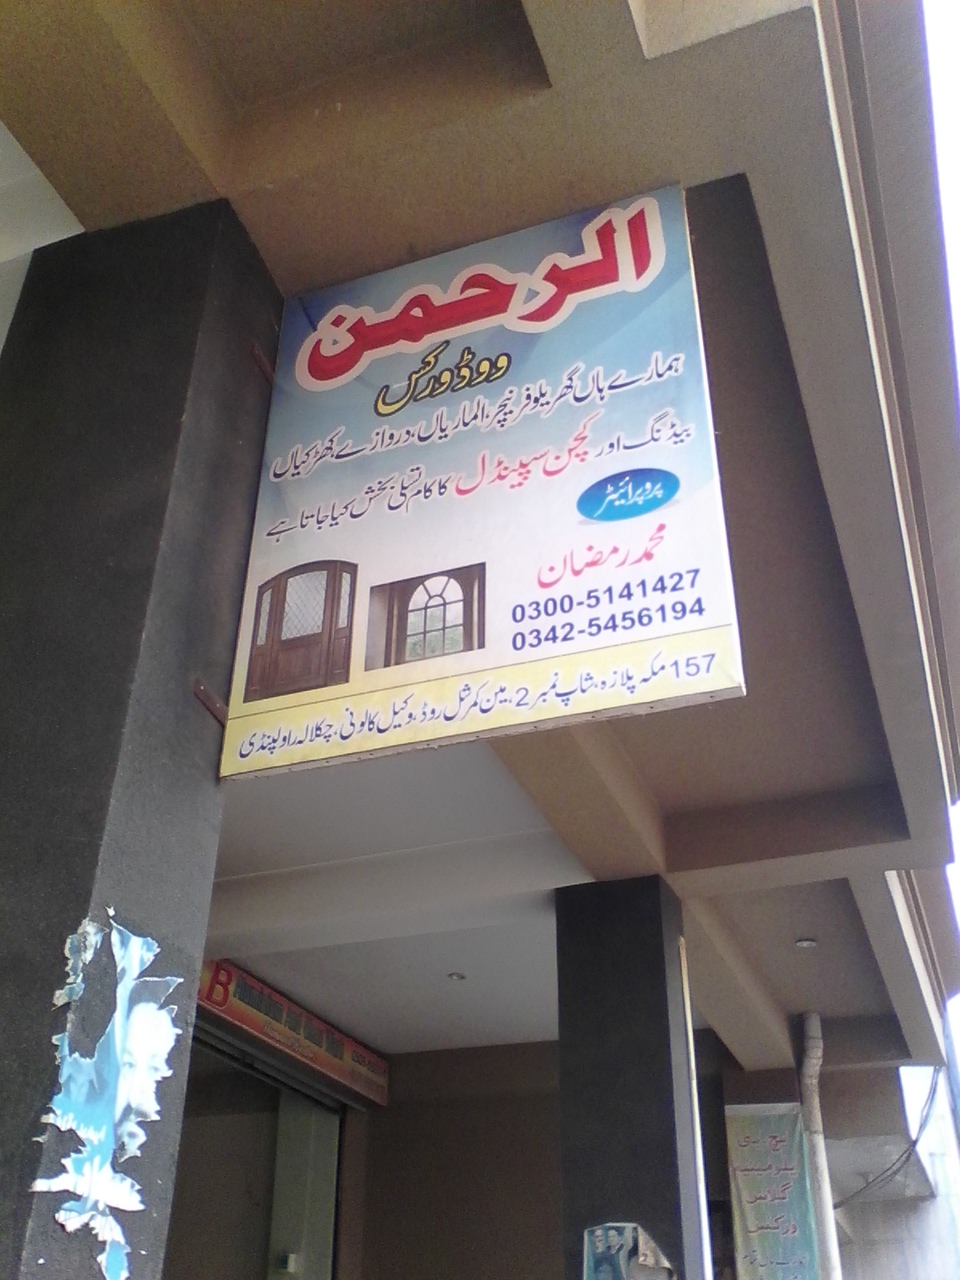 الرحمن
ووڈ ورکس
ہمارے ہاں گھریلو فرنیچر، الماریاں، دروازے، کھڑکیاں
بیڈنگ اور کچن سپینڈل کا کام تسلی بخش کیا جاتا ہے
پروپرائیٹر
محمد رمضان
0300-5141427
0342-5456194
157 مکہ پلازہ، شاپ نمبر 2، مین کمرشل روڈ، وکیل کالونی، چکلالہ راولپنڈی
B
گلاس
ورکس